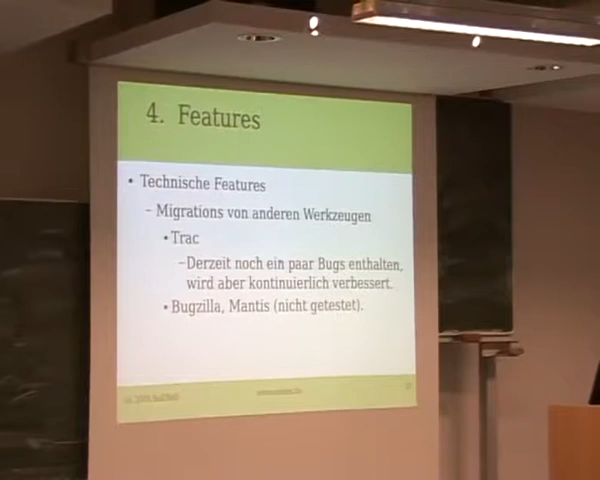 4. Features
• Technische Features
– Migrations von anderen Werkzeugen
• Trac
–Derzeit noch ein paar Bugs enthalten,
wird aber kontinuierlich verbessert.
• Bugzilla, Mantis (nicht getestet).